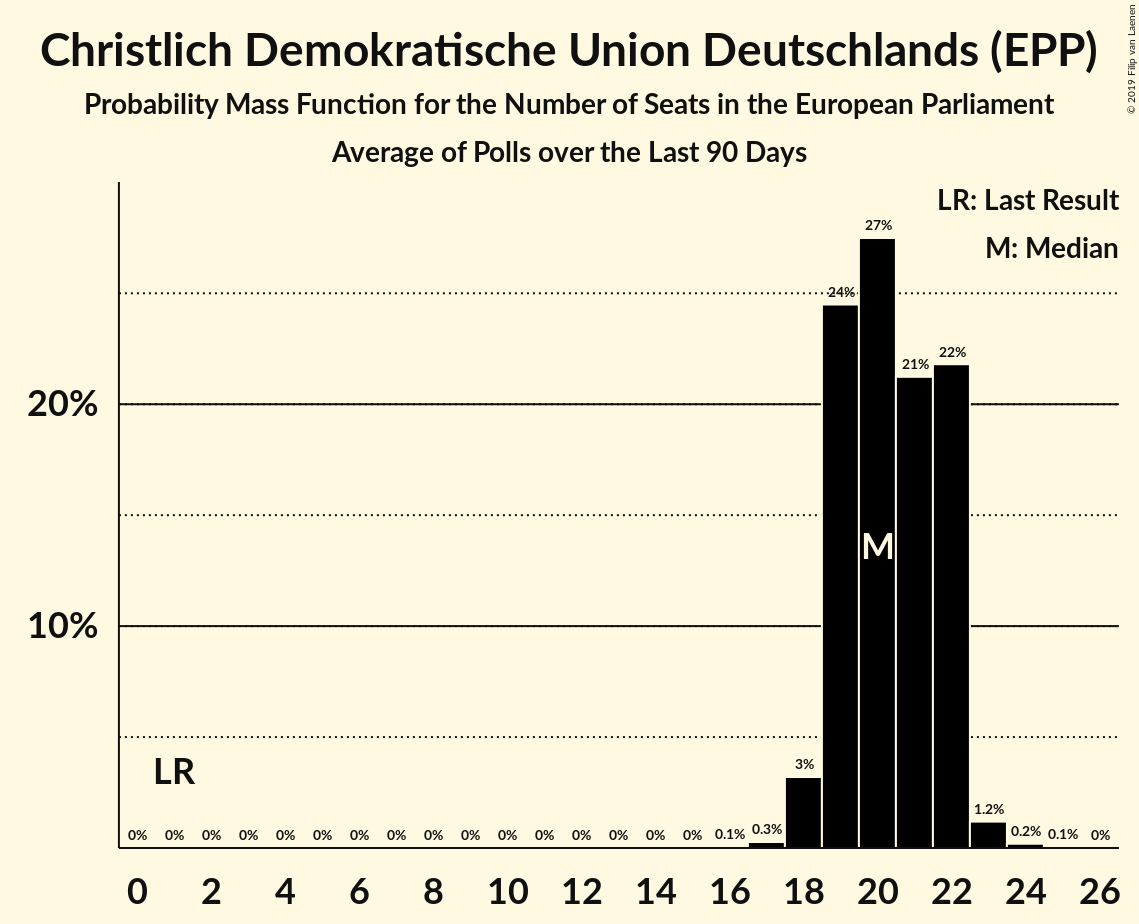 Christlich Demokratische Union Deutschlands (EPP)
Probability Mass Function for the Number of Seats in the European Parliament
Average of Polls over the Last 90 Days
© 2019 Filip van Laenen
LR: Last Result
M: Median
27%
24%
22%
21%
20%
M
10%
LR
3%
0% 0% 0% 0% 0% 0% 0% 0% 0% 0% 0% 0% 0% 0% 0% 0% 0.1% 0.3% 1.2% 0.2% 0.1% 0%
0 2 4 6 8 10 12 14 16 18 20 22 24 26